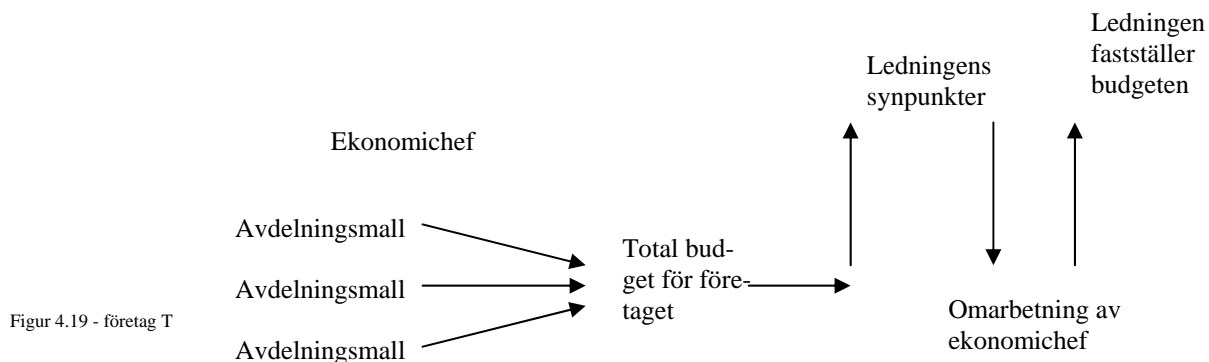 Ledningen
fastställer
budgeten
Ledningens
synpunkter
Ekonomichef
Avdelningsmall
Avdelningsmall
Avdelningsmall
Total bud-
get för före-
taget
Omarbetning av
ekonomichef
Figur 4.19 - företag T